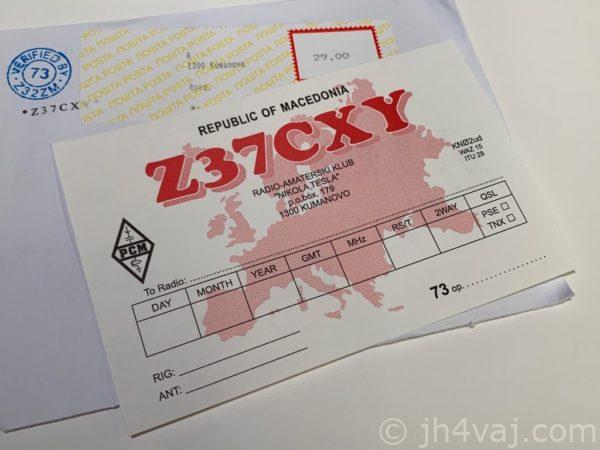 VERIFIED BY
73
Z32ZM
*Z37CXY*
ПОШТА POSTA
A
1300 Kumanovo
29.00
REPUBLIC OF MACEDONIA
Z37CXY
RADIO-AMATERSKI KLUB
"NIKOLA TESLA"
p.o.box. 179
1300 KUMANOVO
KNØ2ud
WAZ 15
ITU 28
РСМ
To Radio:
DAY MONTH YEAR GMT MHz RS/T 2WAY QSL
PSE
TNX
73 op.
RIG:
ANT:
© jh4vaj.com